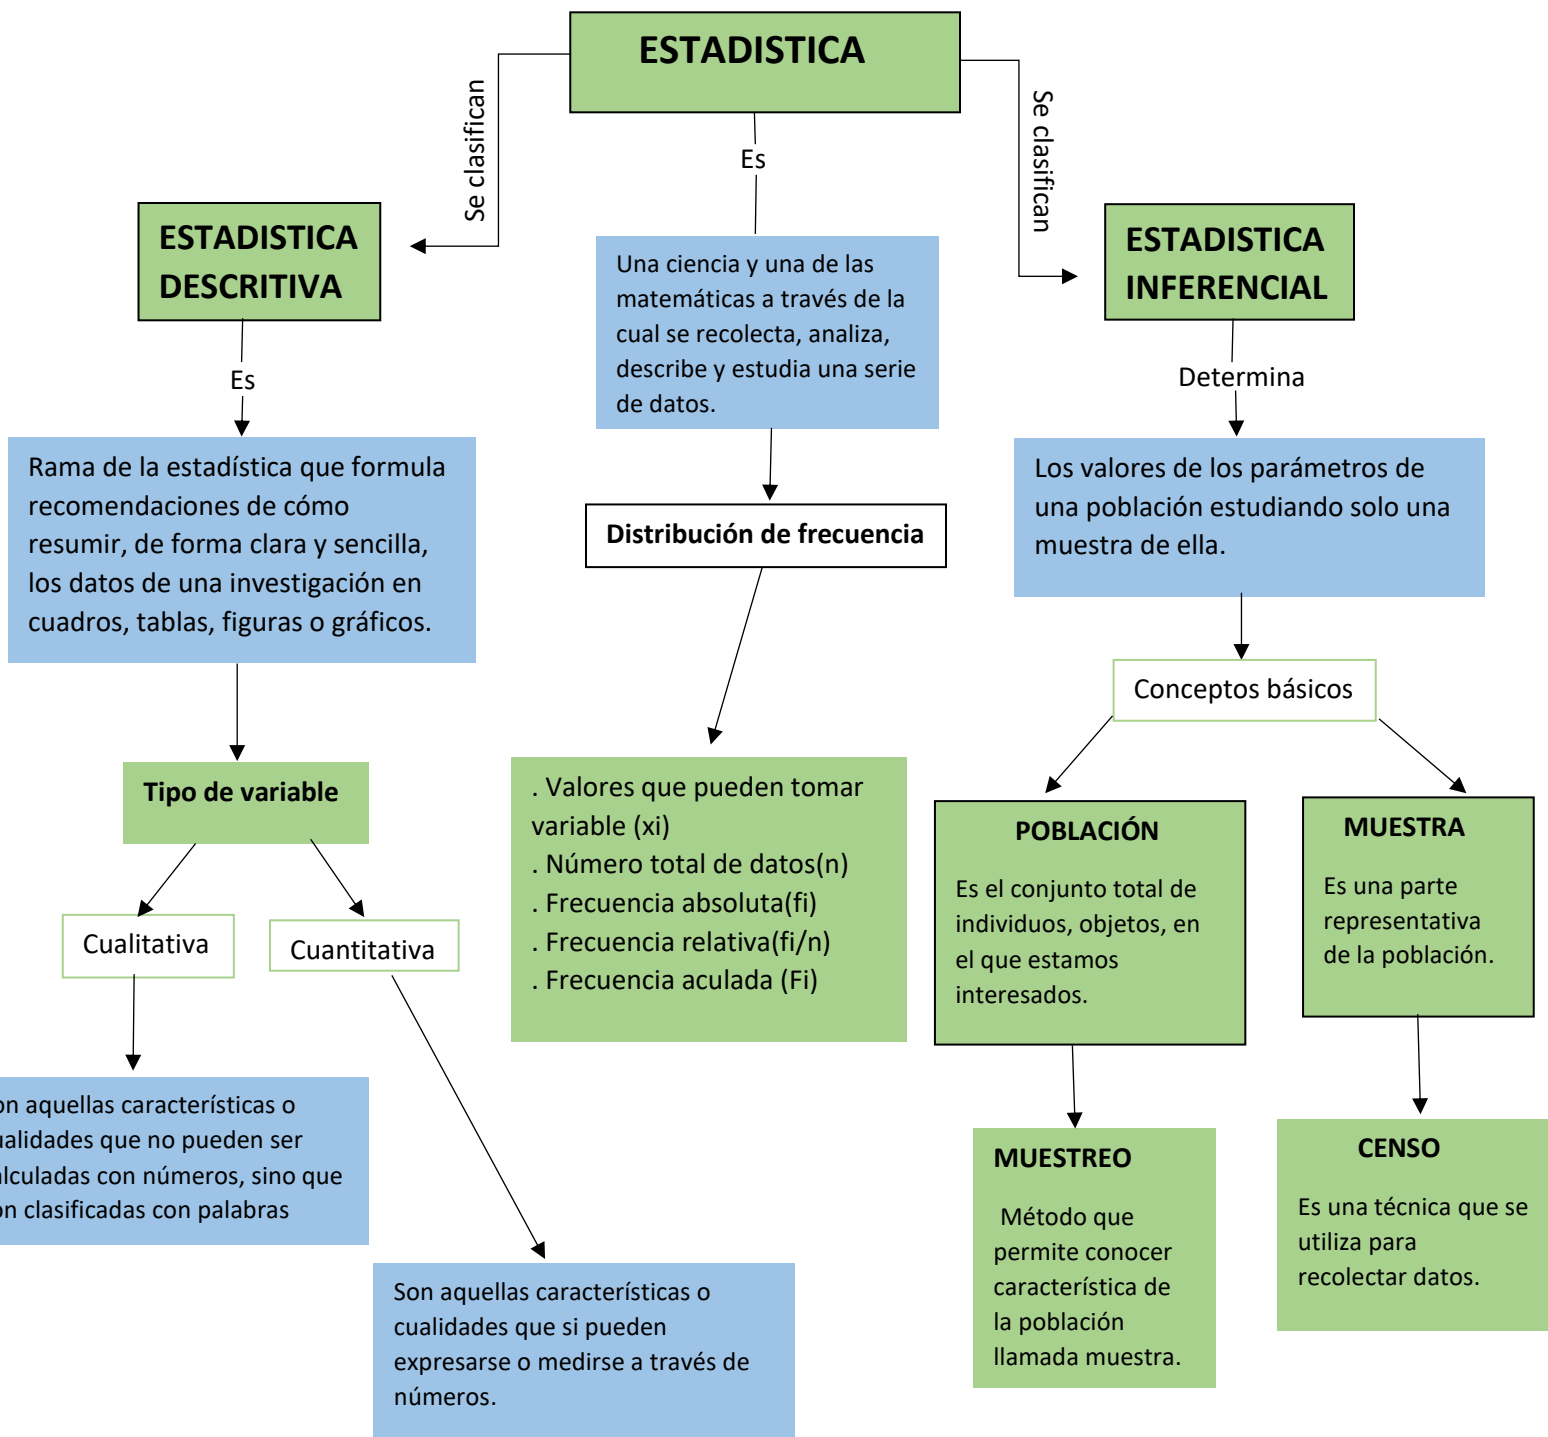 ESTADISTICA
Se clasifican
Es
Se clasifican
ESTADISTICA
DESCRITIVA
Una ciencia y una de las
matemáticas a través de la
cual se recolecta, analiza,
describe y estudia una serie
de datos.
ESTADISTICA
INFERENCIAL
Es
Determina
Rama de la estadística que formula
recomendaciones de cómo
resumir, de forma clara y sencilla,
los datos de una investigación en
cuadros, tablas, figuras o gráficos.
Distribución de frecuencia
Los valores de los parámetros de
una población estudiando solo una
muestra de ella.
Conceptos básicos
Tipo de variable
. Valores que pueden tomar
variable (xi)
. Número total de datos(n)
. Frecuencia absoluta(fi)
. Frecuencia relativa(fi/n)
. Frecuencia aculada (Fi)
POBLACIÓN
Es el conjunto total de
individuos, objetos, en
el que estamos
interesados.
MUESTRA
Es una parte
representativa
de la población.
Cualitativa
Cuantitativa
on aquellas características o
ualidades que no pueden ser
alculadas con números, sino que
on clasificadas con palabras
Son aquellas características o
cualidades que si pueden
expresarse o medirse a través de
números.
MUESTREO
Método que
permite conocer
característica de
la población
llamada muestra.
CENSO
Es una técnica que se
utiliza para
recolectar datos.